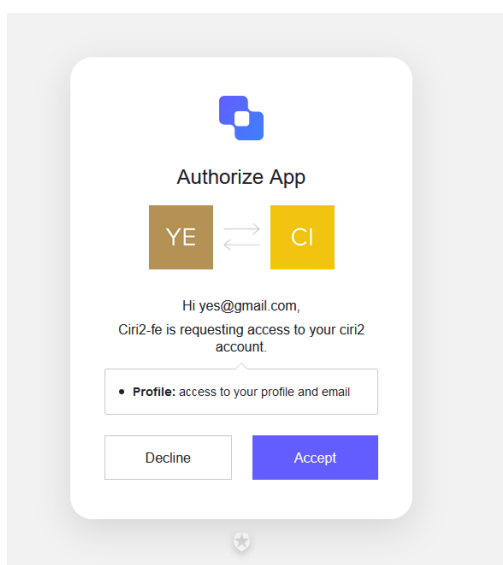 Authorize App
YE CI
Hi yes@gmail.com,
Ciri2-fe is requesting access to your ciri2
account.
• Profile: access to your profile and email
Decline Accept